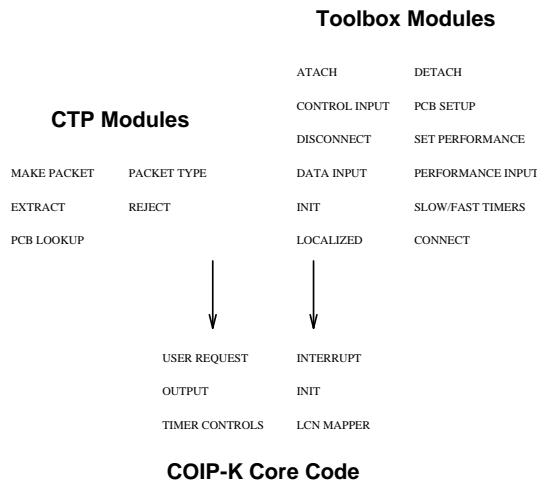 Toolbox Modules
ATACH DETACH
CONTROL INPUT PCB SETUP
CTP Modules
DISCONNECT SET PERFORMANCE
MAKE PACKET PACKET TYPE DATA INPUT PERFORMANCE INPUT
EXTRACT REJECT INIT SLOW/FAST TIMERS
PCB LOOKUP LOCALIZED CONNECT
USER REQUEST INTERRUPT
OUTPUT INIT
TIMER CONTROLS LCN MAPPER
COIP-K Core Code